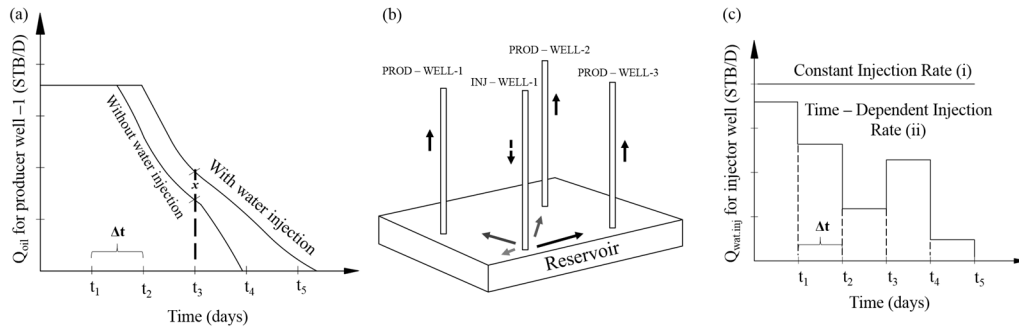 (a)
Q_oil for producer well –1 (STB/D)
Without water injection
With water injection
x
Δt
t₁ t₂ t₃ t₄ t₅
Time (days)
(b)
PROD – WELL-1
INJ – WELL-1
PROD – WELL-2
PROD – WELL-3
Reservoir
(c)
Q_wat.inj for injector well (STB/D)
Constant Injection Rate (i)
Time – Dependent Injection
Rate (ii)
Δt
t₁ t₂ t₃ t₄ t₅
Time (days)